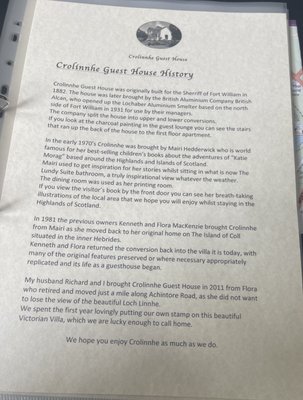 Crolinnhe Guest House
Crolinnhe Guest House History
Crolinnhe Guest House was originally built for the Sherriff of Fort William in
1882. The house was later brought by the British Aluminium Company British
Alcan, who opened up the Lochaber Aluminium Smelter based on the north
side of Fort William in 1931 for use by their managers.
The company split the house into upper and lower conversions,
if you look at the charcoal painting in the guest lounge you can see the stairs
that ran up the back of the house to the first floor apartment.
In the early 1970's Crolinnhe was brought by Mairi Hedderwick who is world
famous for her best-selling children's books about the adventures of "Katie
Morag" based around the Highlands and Islands of Scotland.
Mairi used to get inspiration for her stories whilst sitting in what is now The
Lundy Suite bathroom, a truly inspirational view whatever the weather.
The dining room was used as her printing room.
If you view the visitor's book by the front door you can see her breath-taking
illustrations of the local area that we hope you will enjoy whilst staying in the
Highlands of Scotland.
In 1981 the previous owners Kenneth and Flora MacKenzie brought Crolinnhe
from Mairi as she moved back to her original home on The Island of Coll
situated in the inner Hebrides.
Kenneth and Flora returned the conversion back into the villa it is today, with
many of the original features preserved or where necessary appropriately
replicated and its life as a guesthouse began.
My husband Richard and I brought Crolinnhe Guest House in 2011 from Flora
who retired and moved just a mile along Achintore Road, as she did not want
to lose the view of the beautiful Loch Linnhe.
We spent the first year lovingly putting our own stamp on this beautiful
Victorian Villa, which we are lucky enough to call home.
We hope you enjoy Crolinnhe as much as we do.